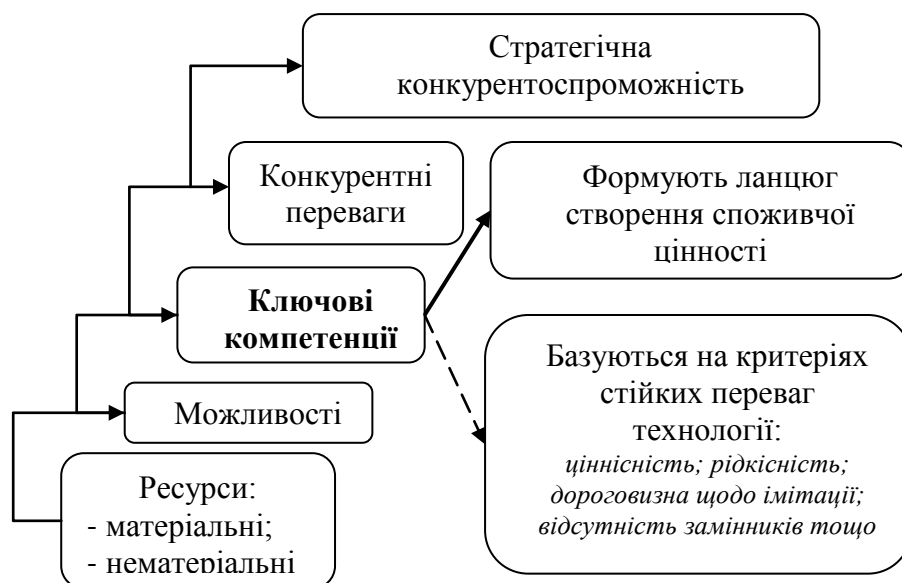 Стратегічна
конкурентоспроможність
Конкурентні
переваги
Формують ланцюг
створення споживчої
цінності
Ключові
компетенції
Базуються на критеріях
стійких переваг
технології:
ціннісність; рідкісність;
дороговизна щодо імітації;
відсутність замінників тощо
Можливості
Ресурси:
- матеріальні;
- нематеріальні